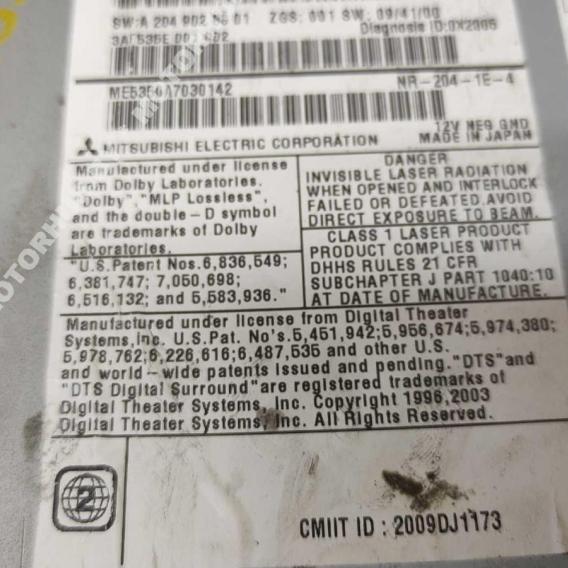 SW:A 204 902 01 ZGS: 001 SW: 09/41/00
Diagnosis ID:0X2005
NR-204-1E-4
12V NEG GND
MITSUBISHI ELECTRIC CORPORATION MADE IN JAPAN
Manufactured under license
from Dolby Laboratories.
"Dolby", "MLP Lossless",
and the double-D symbol
are trademarks of Dolby
Laboratories.
"U.S.Patent Nos.6,836,549;
6,381,747; 7,050,698;
6,516,132; and 5,583,936."
DANGER
INVISIBLE LASER RADIATION
WHEN OPENED AND INTERLOCK
FAILED OR DEFEATED.AVOID
DIRECT EXPOSURE TO BEAM.
CLASS 1 LASER PRODUCT
PRODUCT COMPLIES WITH
DHHS RULES 21 CFR
SUBCHAPTER J PART 1040:10
AT DATE OF MANUFACTURE.
Manufactured under license from Digital Theater
Systems,Inc. U.S.Pat. No's.5,451,942;5,956,674;5,974,380;
5,978,762;6,226,616;6,487,535 and other U.S.
and world-wide patents issued and pending."DTS"and
"DTS Digital Surround"are registered trademarks of
Digital Theater Systems, Inc. Copyright 1996,2003
Digital Theater Systems, Inc. All Rights Reserved.
2
CMIIT ID : 2009DJ1173